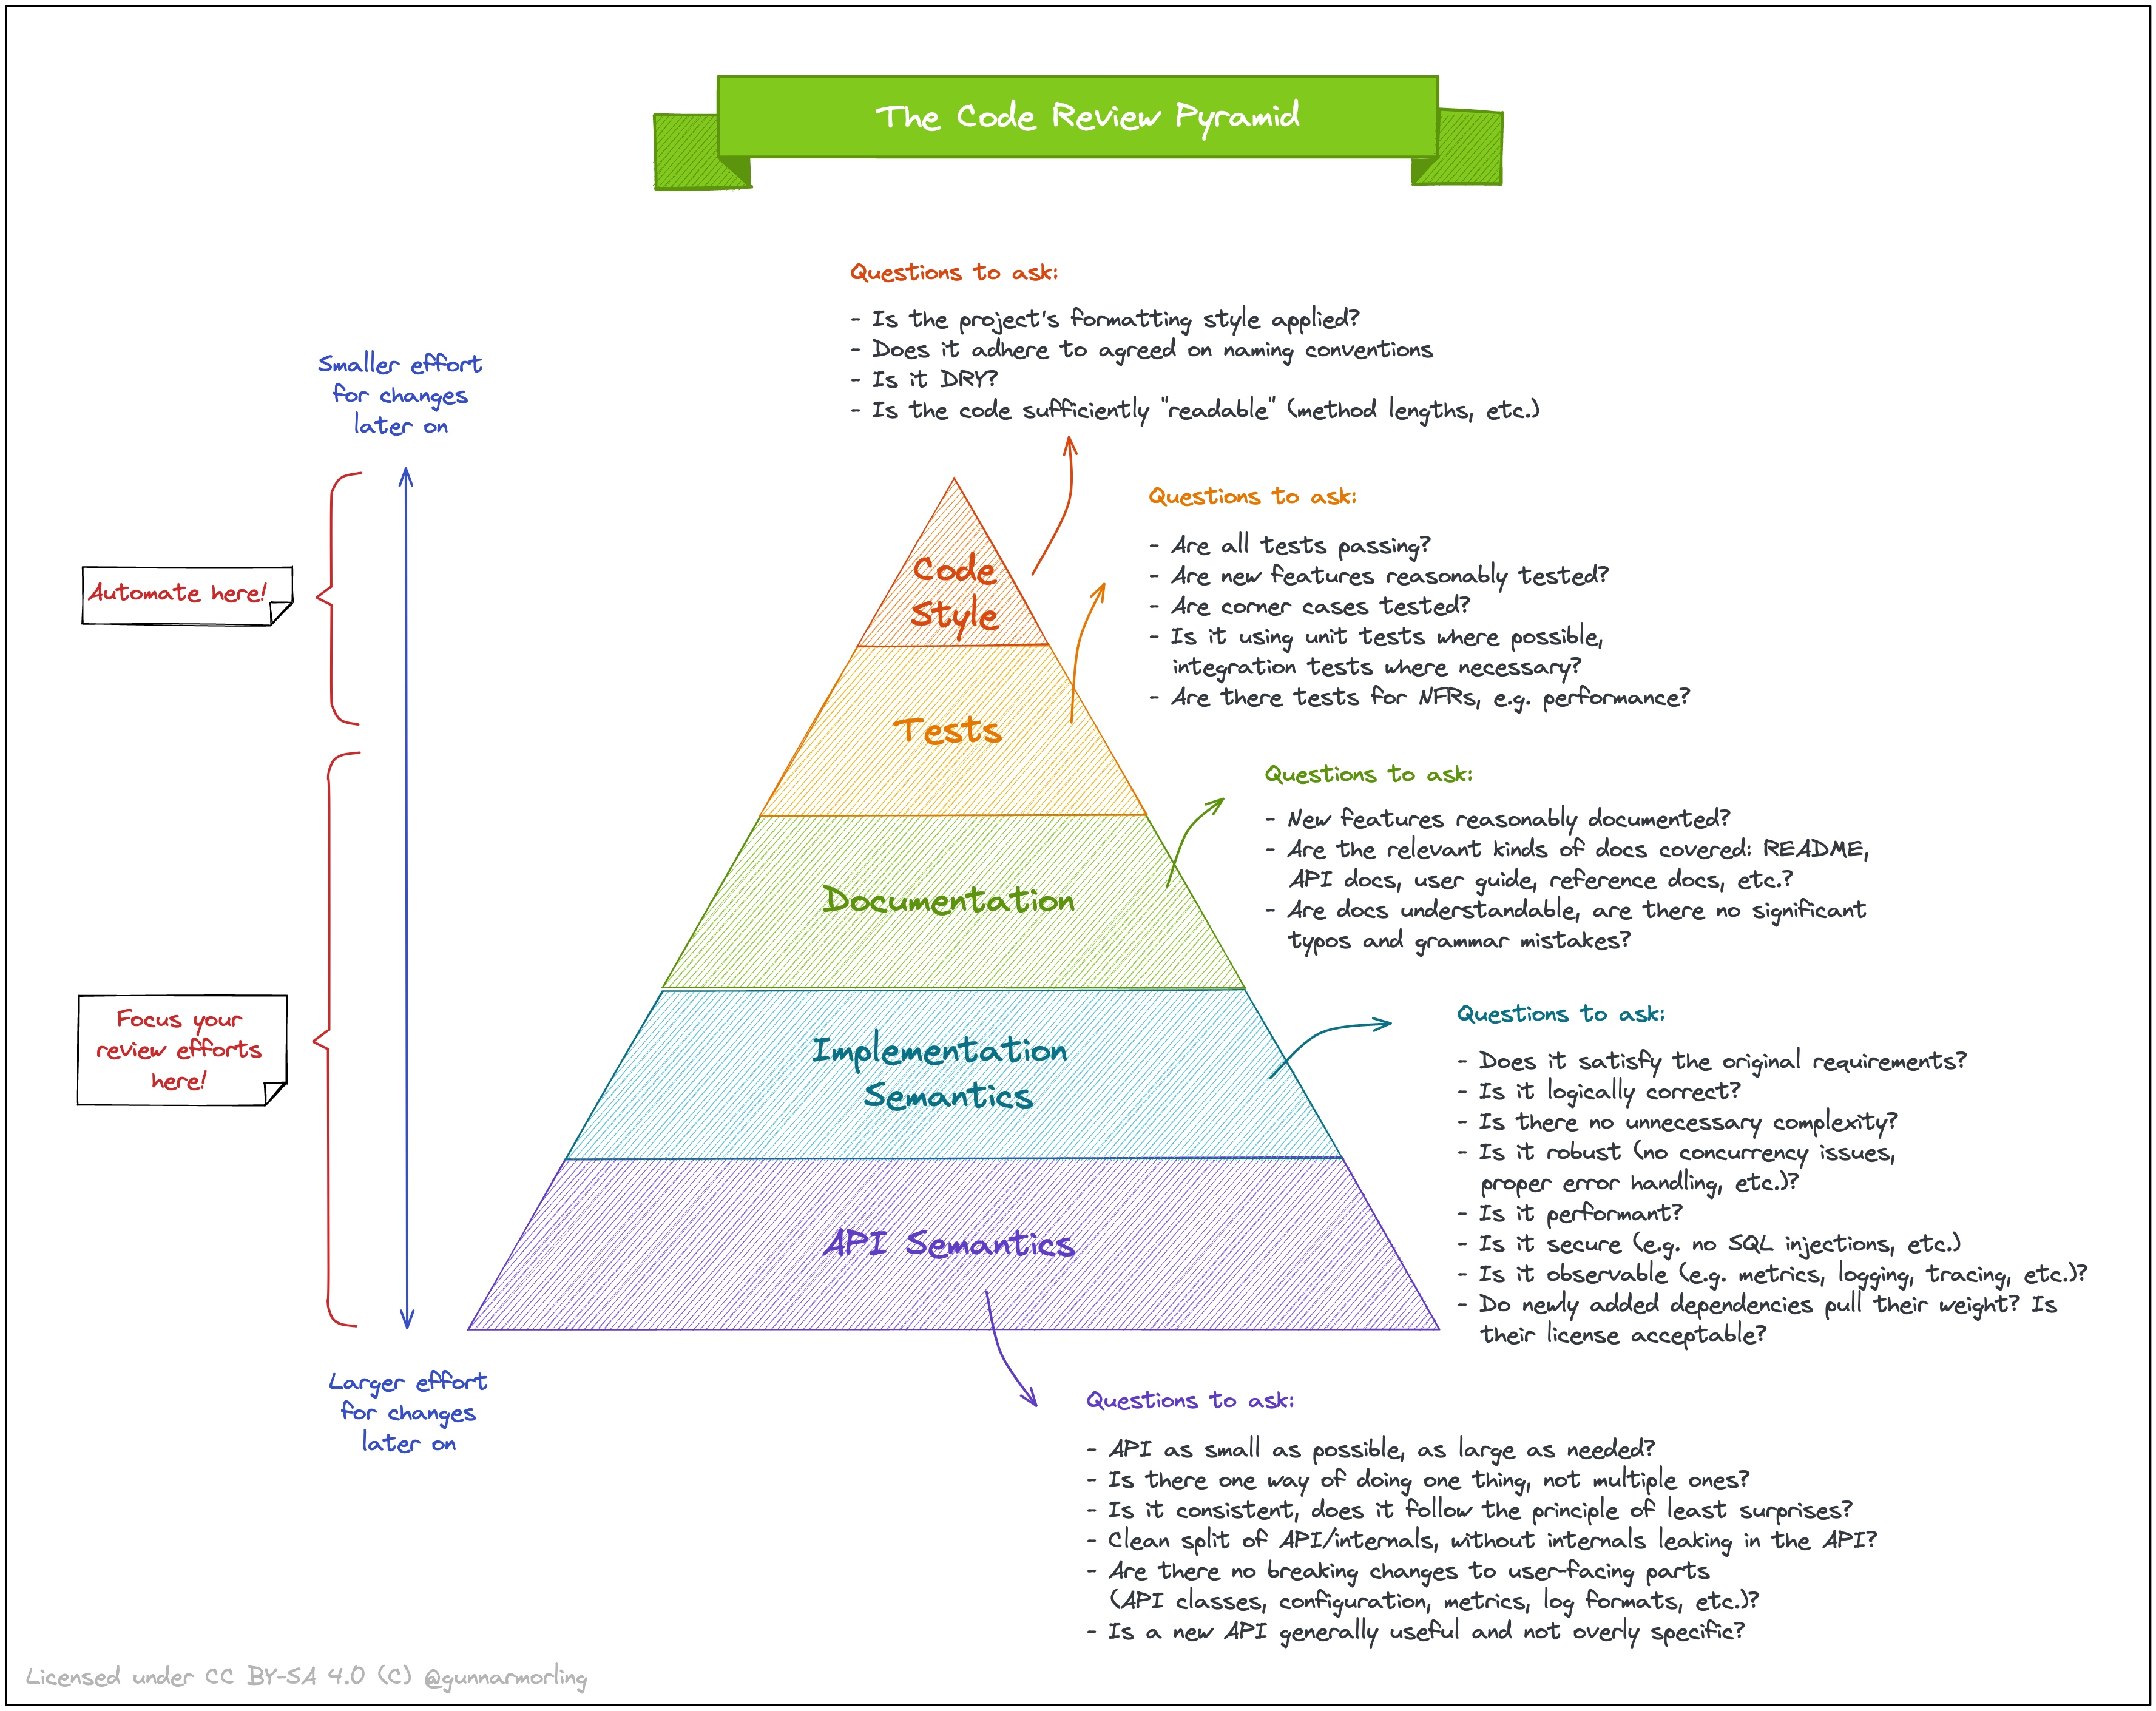 The Code Review Pyramid
Questions to ask:
- Is the project's formatting style applied?
- Does it adhere to agreed on naming conventions
- Is it DRY?
- Is the code sufficiently "readable" (method lengths, etc.)
Smaller effort
for changes
later on
Automate here!
Code
Style
Questions to ask:
- Are all tests passing?
- Are new features reasonably tested?
- Are corner cases tested?
- Is it using unit tests where possible,
integration tests where necessary?
- Are there tests for NFRs, e.g. performance?
Tests
Questions to ask:
- New features reasonably documented?
- Are the relevant kinds of docs covered: README,
API docs, user guide, reference docs, etc.?
- Are docs understandable, are there no significant
typos and grammar mistakes?
Documentation
Focus your
review efforts
here!
Implementation
Semantics
Questions to ask:
- Does it satisfy the original requirements?
- Is it logically correct?
- Is there no unnecessary complexity?
- Is it robust (no concurrency issues,
proper error handling, etc.)?
- Is it performant?
- Is it secure (e.g. no SQL injections, etc.)
- Is it observable (e.g. metrics, logging, tracing, etc.)?
- Do newly added dependencies pull their weight? Is
their license acceptable?
API Semantics
Larger effort
for changes
later on
Questions to ask:
- API as small as possible, as large as needed?
- Is there one way of doing one thing, not multiple ones?
- Is it consistent, does it follow the principle of least surprises?
- Clean split of API/internals, without internals leaking in the API?
- Are there no breaking changes to user-facing parts
(API classes, configuration, metrics, log formats, etc.)?
- Is a new API generally useful and not overly specific?
Licensed under CC BY-SA 4.0 (C) @gunnarmorling